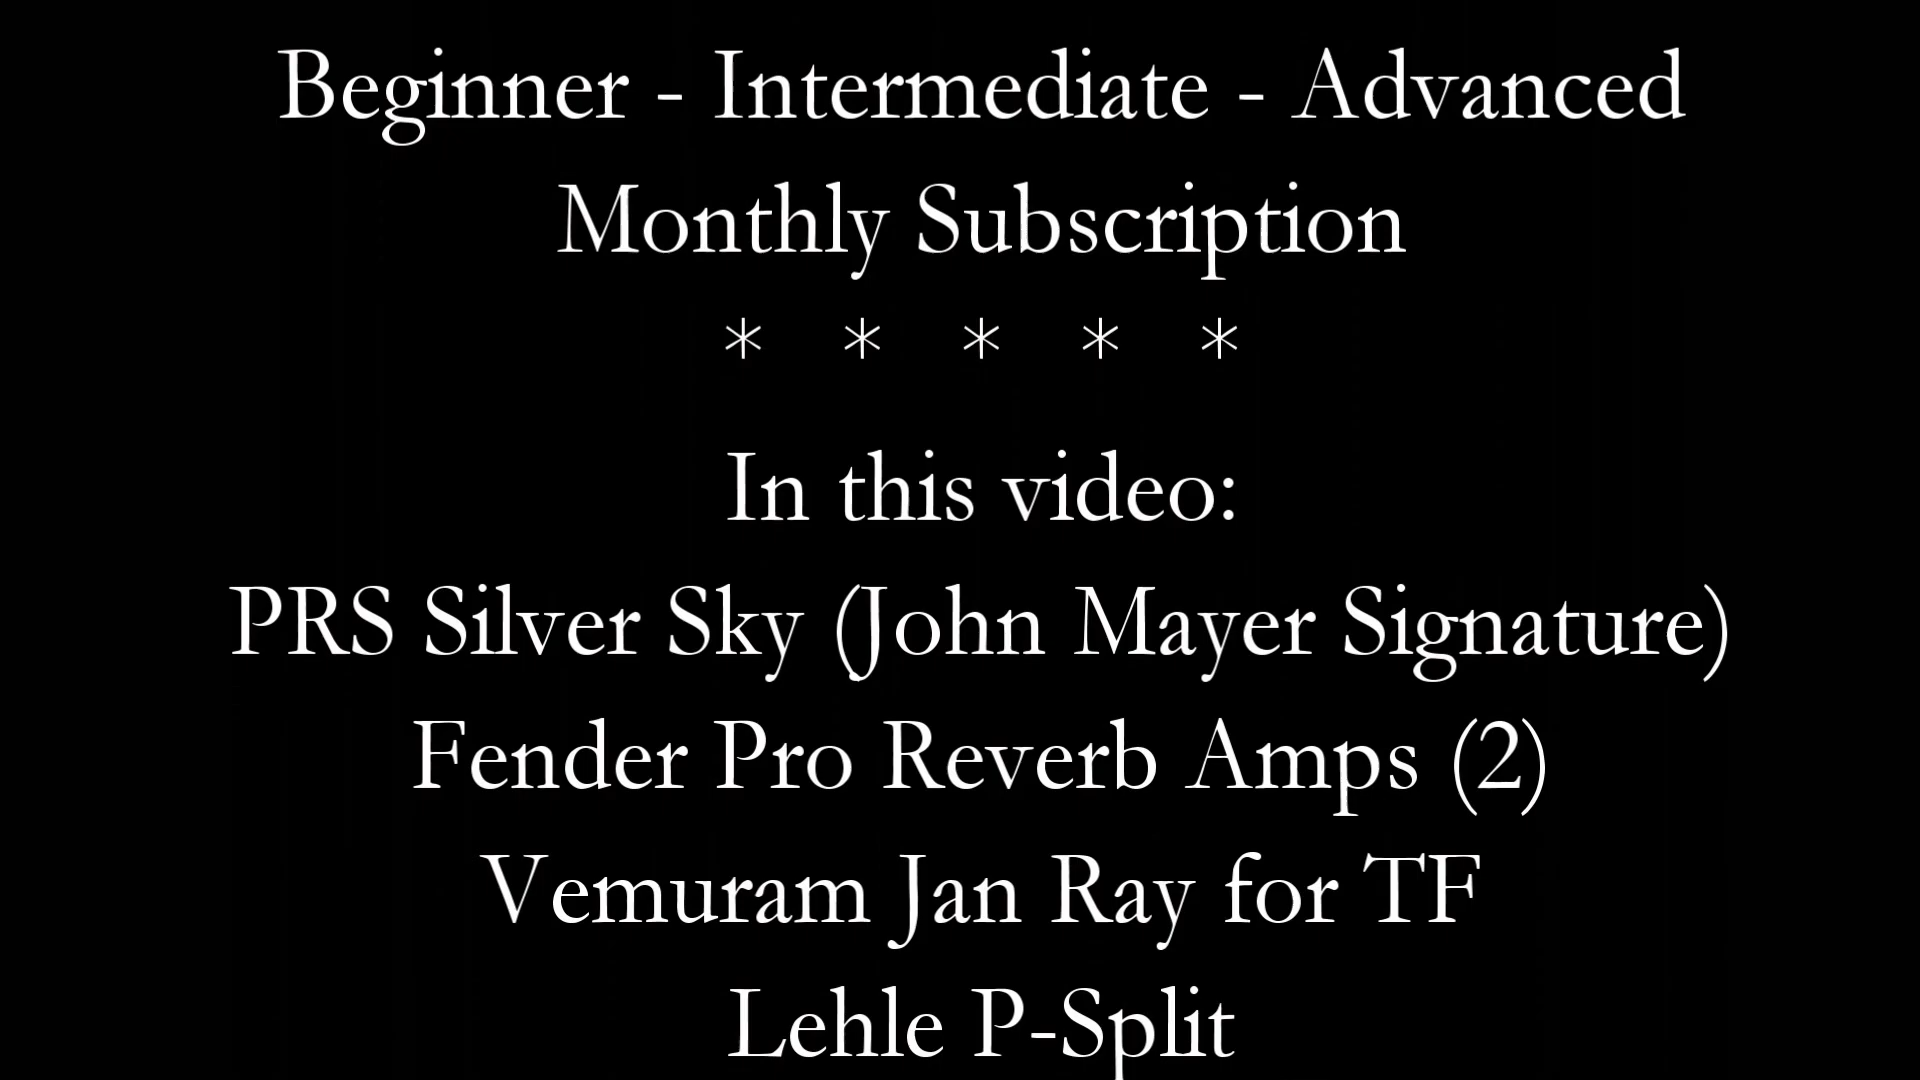 Beginner - Intermediate - Advanced
Monthly Subscription
* * * * *
In this video:
PRS Silver Sky (John Mayer Signature)
Fender Pro Reverb Amps (2)
Vemuram Jan Ray for TF
Lehle P-Split